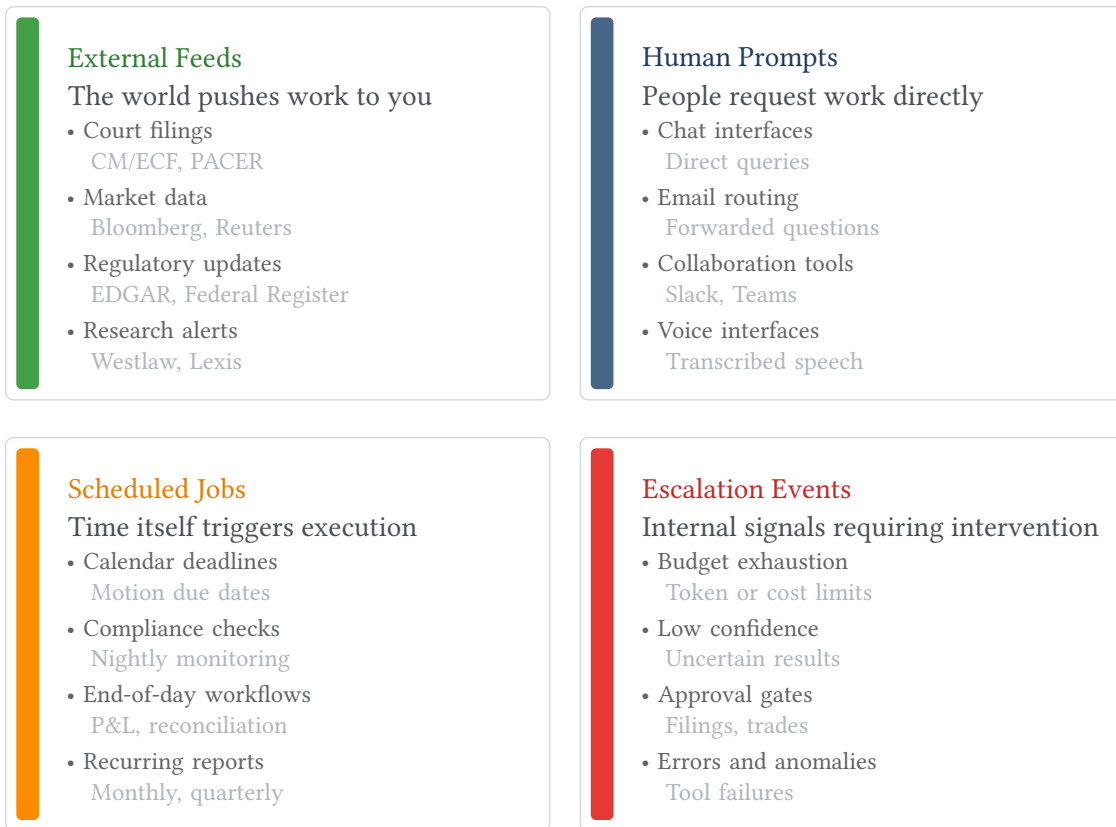 External Feeds
The world pushes work to you
• Court filings
CM/ECF, PACER
• Market data
Bloomberg, Reuters
• Regulatory updates
EDGAR, Federal Register
• Research alerts
Westlaw, Lexis
Human Prompts
People request work directly
• Chat interfaces
Direct queries
• Email routing
Forwarded questions
• Collaboration tools
Slack, Teams
• Voice interfaces
Transcribed speech
Scheduled Jobs
Time itself triggers execution
• Calendar deadlines
Motion due dates
• Compliance checks
Nightly monitoring
• End-of-day workflows
P&L, reconciliation
• Recurring reports
Monthly, quarterly
Escalation Events
Internal signals requiring intervention
• Budget exhaustion
Token or cost limits
• Low confidence
Uncertain results
• Approval gates
Filings, trades
• Errors and anomalies
Tool failures